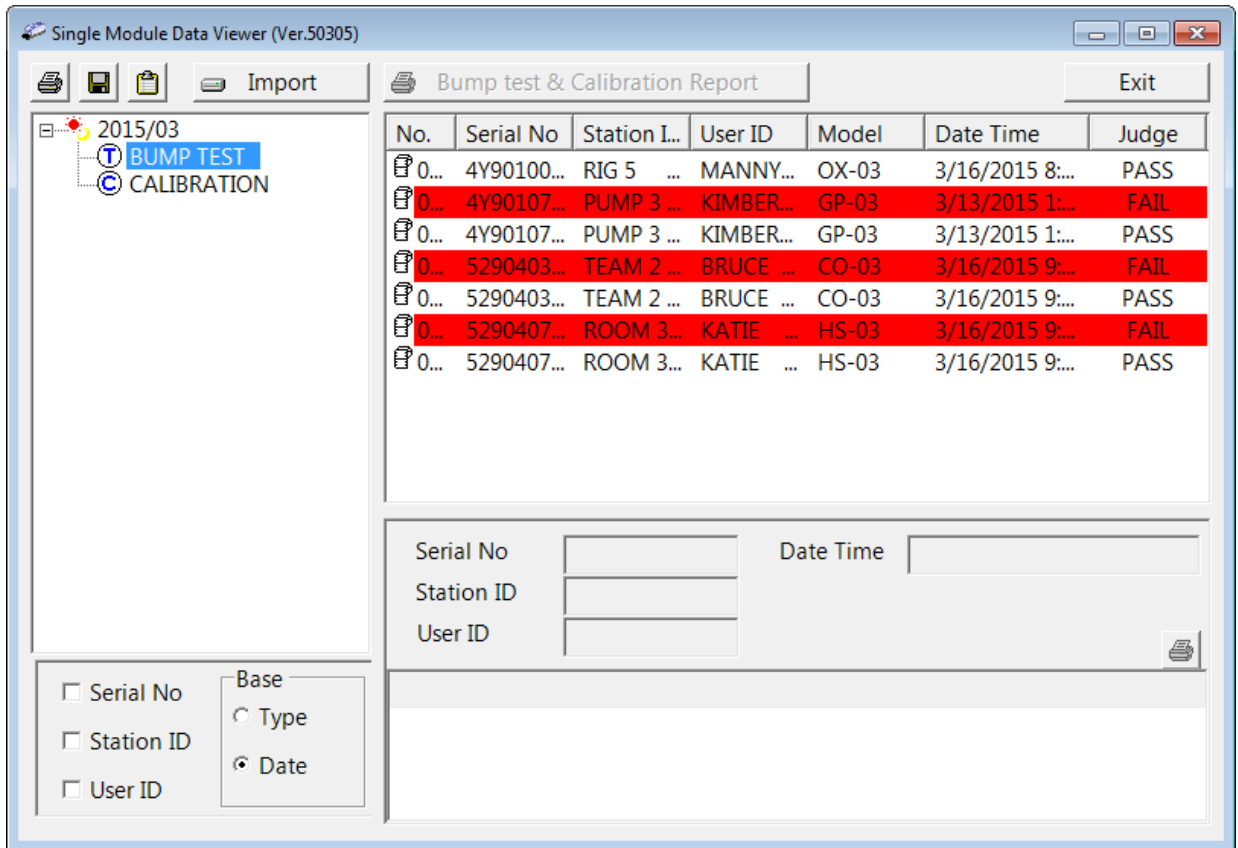 Single Module Data Viewer (Ver.50305)
Import
Bump test & Calibration Report
Exit
2015/03
T BUMP TEST
C CALIBRATION
No. Serial No Station I... User ID Model Date Time Judge
0... 4Y90100... RIG 5 ... MANNY... OX-03 3/16/2015 8:... PASS
0... 4Y90107... PUMP 3 ... KIMBER... GP-03 3/13/2015 1:... FAIL
0... 4Y90107... PUMP 3 ... KIMBER... GP-03 3/13/2015 1:... PASS
0... 5290403... TEAM 2 ... BRUCE ... CO-03 3/16/2015 9:... FAIL
0... 5290403... TEAM 2 ... BRUCE ... CO-03 3/16/2015 9:... PASS
0... 5290407... ROOM 3... KATIE ... HS-03 3/16/2015 9:... FAIL
0... 5290407... ROOM 3... KATIE ... HS-03 3/16/2015 9:... PASS
Serial No Date Time
Station ID
User ID
Serial No
Station ID
User ID
Base
Type
Date